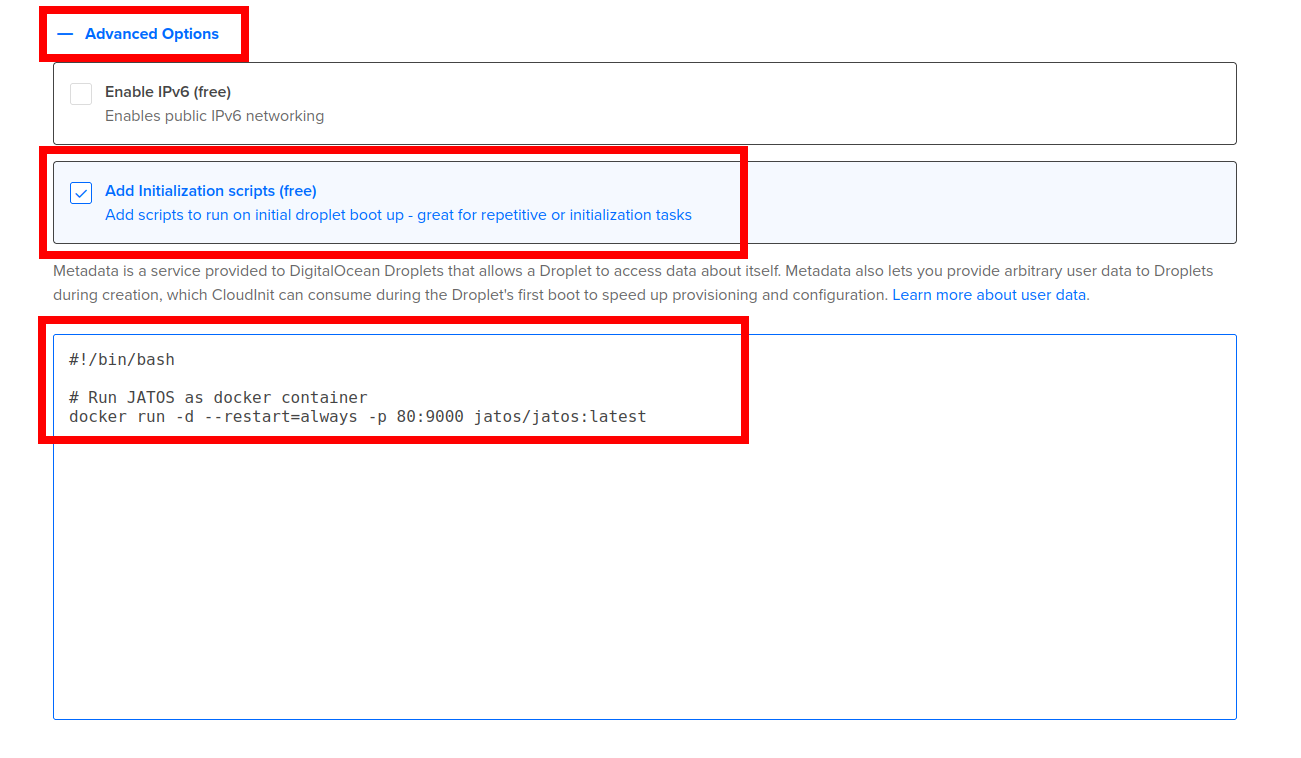 Advanced Options
Enable IPv6 (free)
Enables public IPv6 networking
Add Initialization scripts (free)
Add scripts to run on initial droplet boot up - great for repetitive or initialization tasks
Metadata is a service provided to DigitalOcean Droplets that allows a Droplet to access data about itself. Metadata also lets you provide arbitrary user data to Droplets
during creation, which CloudInit can consume during the Droplet's first boot to speed up provisioning and configuration. Learn more about user data.
#!/bin/bash
# Run JATOS as docker container
docker run -d --restart=always -p 80:9000 jatos/jatos:latest